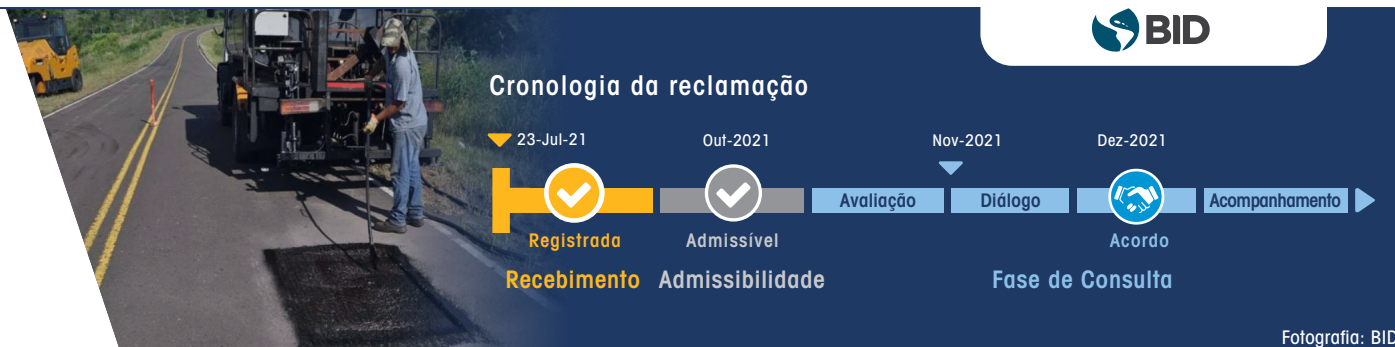 BID
Cronologia da reclamação
23-Jul-21
Out-2021
Nov-2021
Dez-2021
Avaliação
Diálogo
Acompanhamento
Registrada
Admissível
Acordo
Recebimento
Admissibilidade
Fase de Consulta
Fotografia: BID